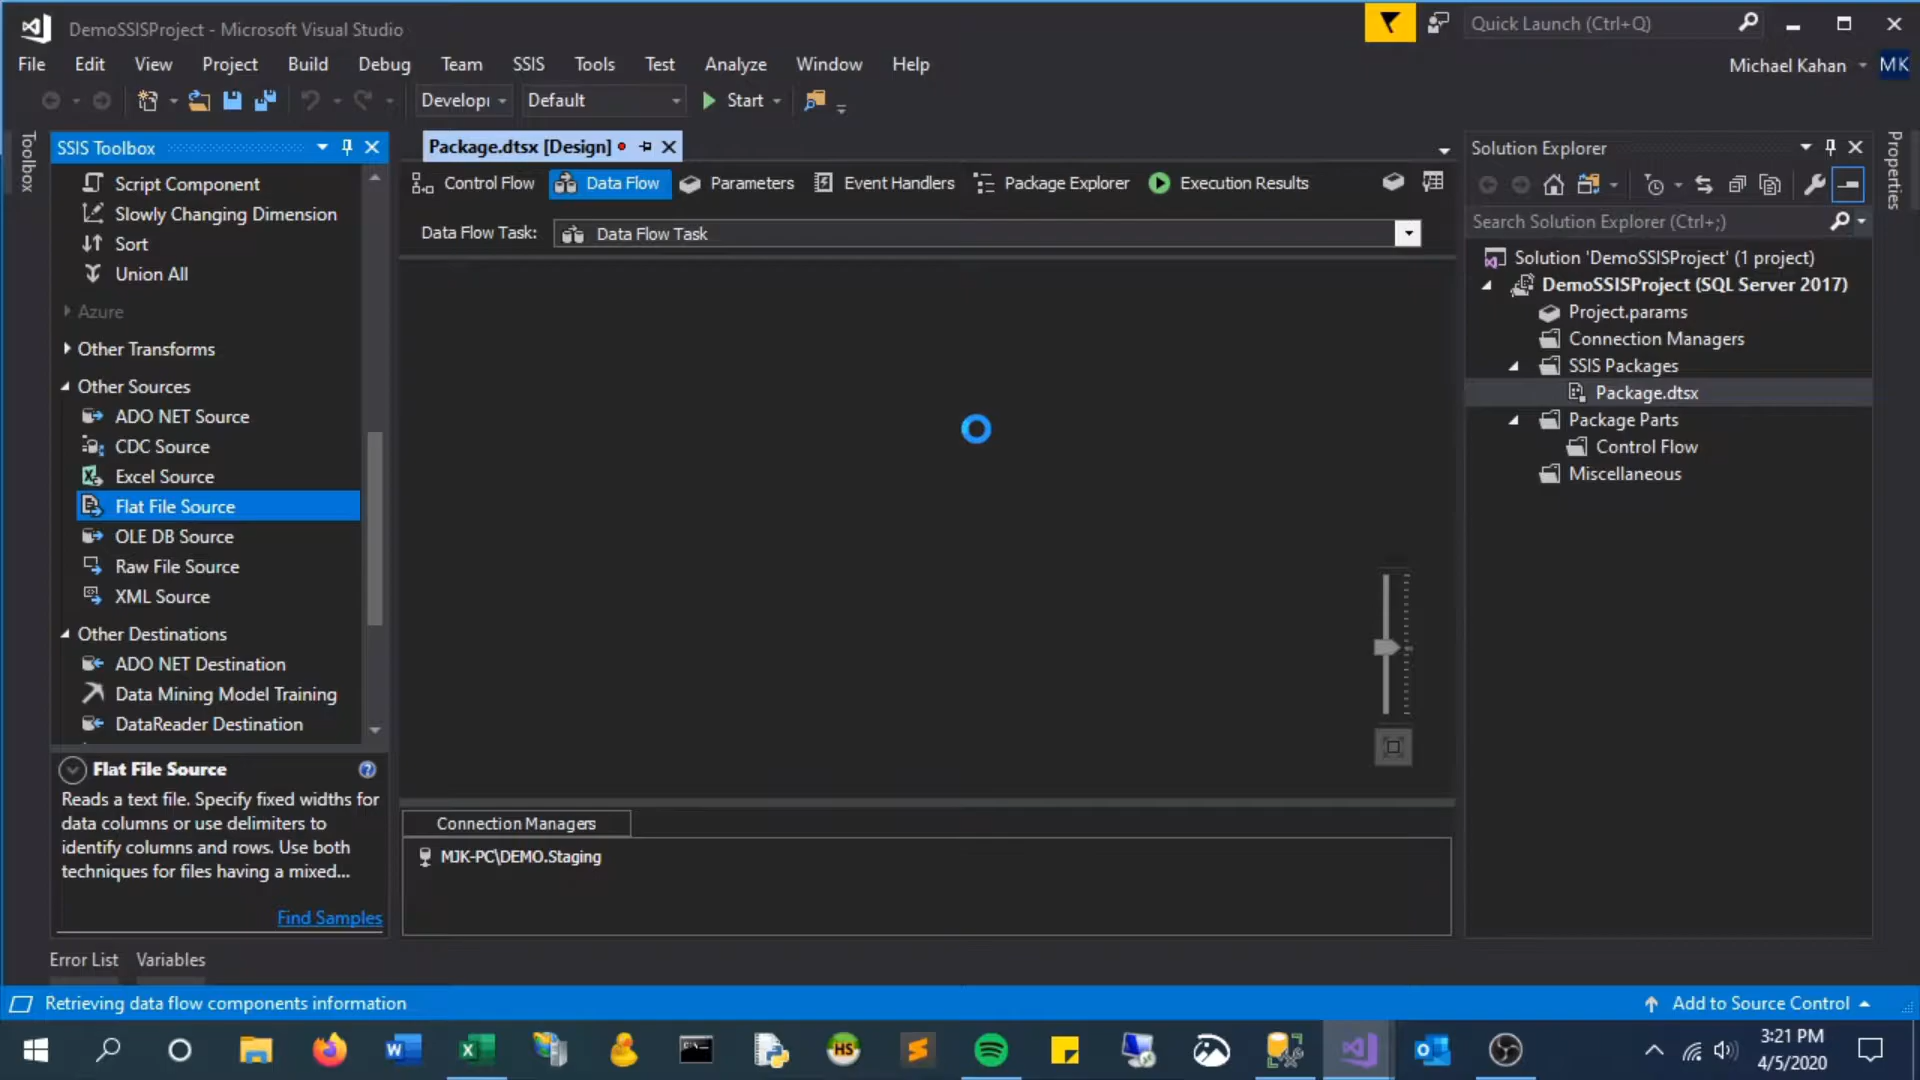 DemoSSISProject - Microsoft Visual Studio
Quick Launch (Ctrl+Q)
File Edit View Project Build Debug Team SSIS Tools Test Analyze Window Help
Michael Kahan MK
Develop Default Start
Toolbox
SSIS Toolbox
Script Component
Slowly Changing Dimension
Sort
Union All
Azure
Other Transforms
Other Sources
ADO NET Source
CDC Source
Excel Source
Flat File Source
OLE DB Source
Raw File Source
XML Source
Other Destinations
ADO NET Destination
Data Mining Model Training
DataReader Destination
Flat File Source
Reads a text file. Specify fixed widths for
data columns or use delimiters to
identify columns and rows. Use both
techniques for files having a mixed...
Find Samples
Package.dtsx [Design]
Control Flow Data Flow Parameters Event Handlers Package Explorer Execution Results
Data Flow Task: Data Flow Task
Connection Managers
MJK-PC\DEMO.Staging
Solution Explorer
Search Solution Explorer (Ctrl+;)
Solution 'DemoSSISProject' (1 project)
DemoSSISProject (SQL Server 2017)
Project.params
Connection Managers
SSIS Packages
Package.dtsx
Package Parts
Control Flow
Miscellaneous
Properties
Error List Variables
Retrieving data flow components information
Add to Source Control
HS
3:21 PM
4/5/2020